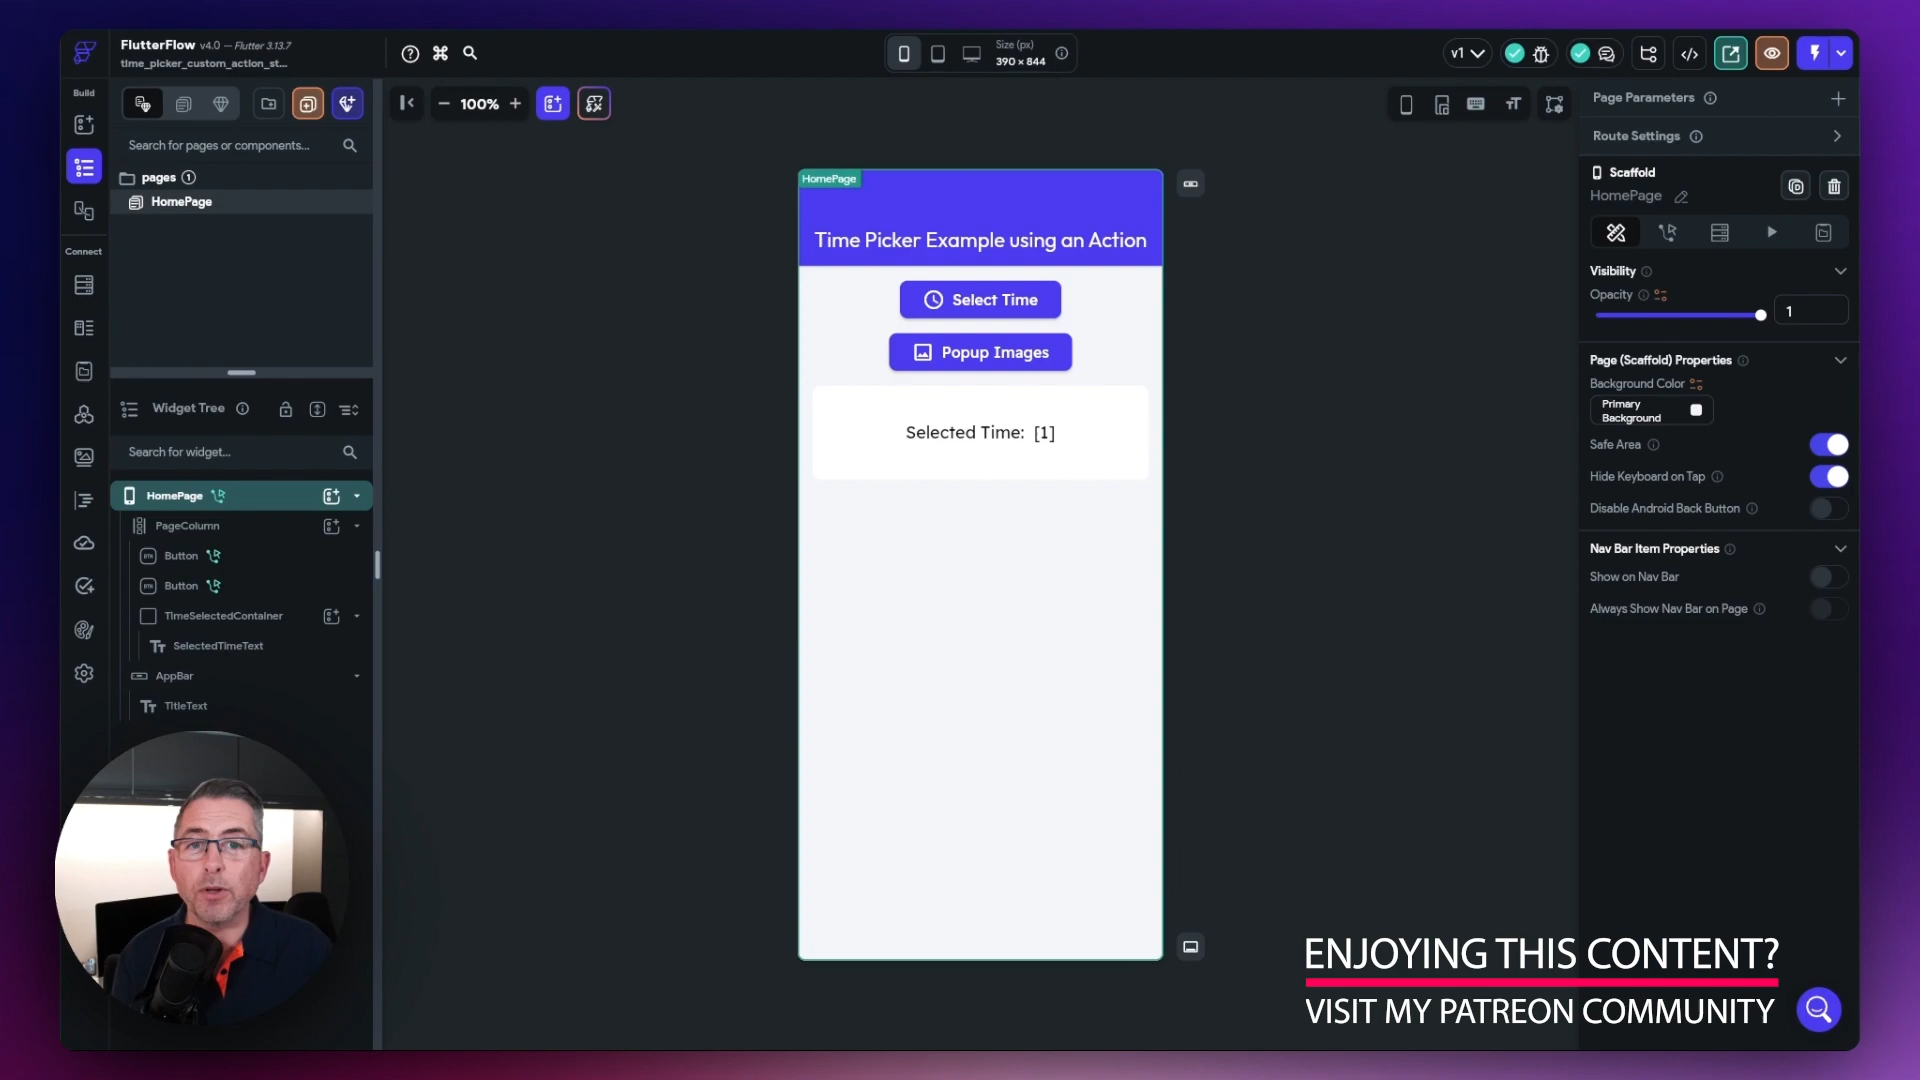 FlutterFlow v4.0 — Flutter 3.13.7
time_picker_custom_action_st...
Size (px)
390 × 844
v1
Build
100%
Search for pages or components...
pages 1
HomePage
Connect
Widget Tree
Search for widget...
HomePage
PageColumn
Button
Button
TimeSelectedContainer
SelectedTimeText
AppBar
TitleText
HomePage
Time Picker Example using an Action
Select Time
Popup Images
Selected Time: [1]
Page Parameters
Route Settings
Scaffold
HomePage
Visibility
Opacity
1
Page (Scaffold) Properties
Background Color
Primary
Background
Safe Area
Hide Keyboard on Tap
Disable Android Back Button
Nav Bar Item Properties
Show on Nav Bar
Always Show Nav Bar on Page
ENJOYING THIS CONTENT?
VISIT MY PATREON COMMUNITY